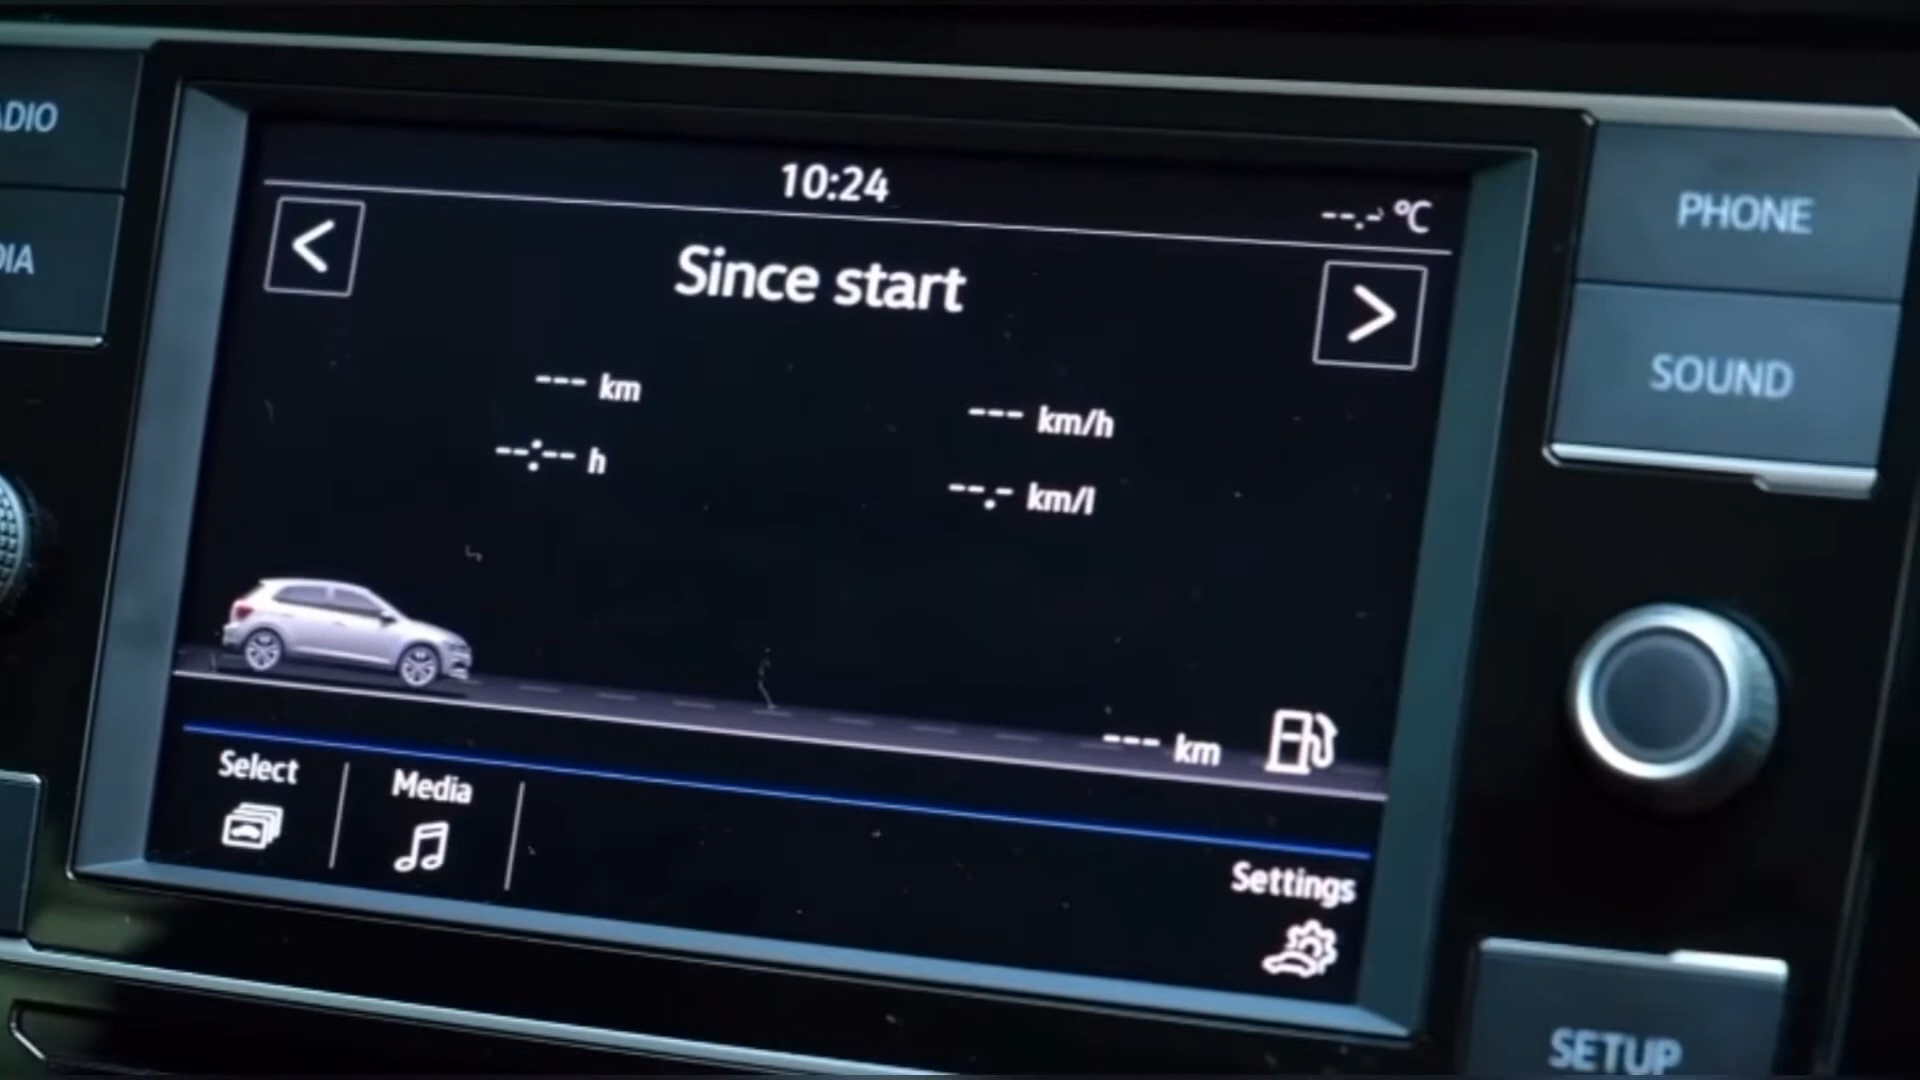 ADIO
DIA
10:24
--.- °C
<
Since start
>
--- km
--- km/h
--:-- h
--.- km/l
--- km
Select
Media
Settings
PHONE
SOUND
SETUP